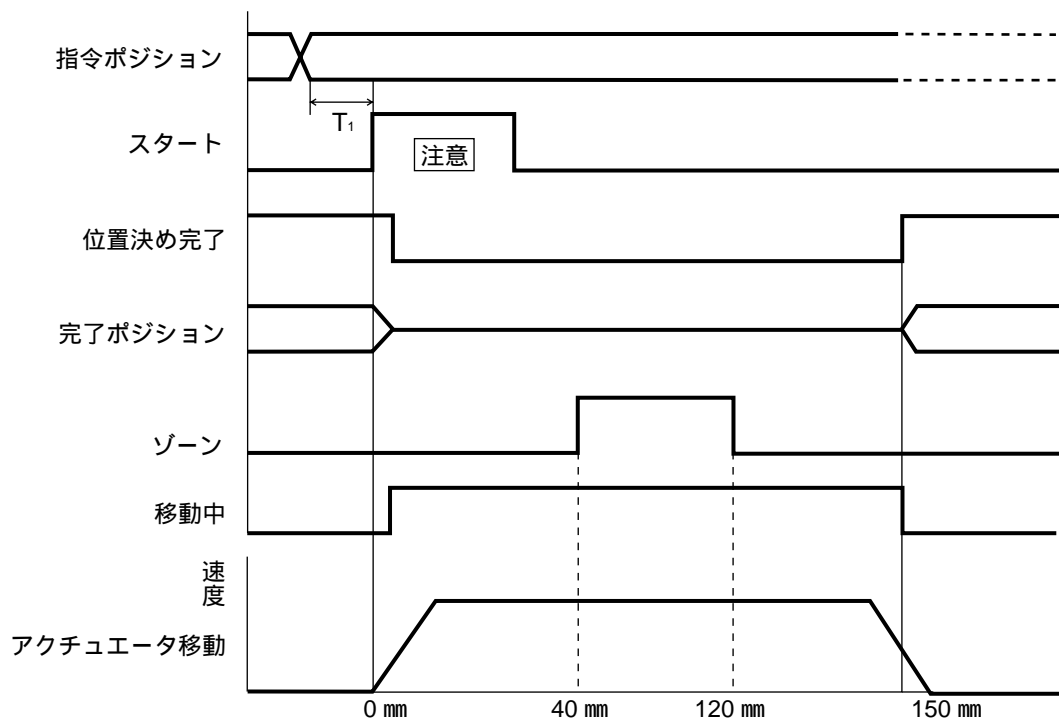 指令ポジション
T₁
スタート
注意
位置決め完了
完了ポジション
ゾーン
移動中
速度
アクチュエータ移動
0 ㎜
40 ㎜
120 ㎜
150 ㎜